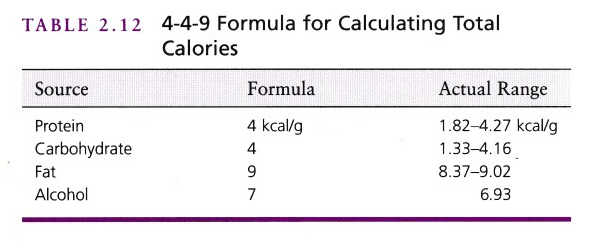 TABLE 2.12 4-4-9 Formula for Calculating Total
Calories
Source Formula Actual Range
Protein 4 kcal/g 1.82–4.27 kcal/g
Carbohydrate 4 1.33–4.16
Fat 9 8.37–9.02
Alcohol 7 6.93